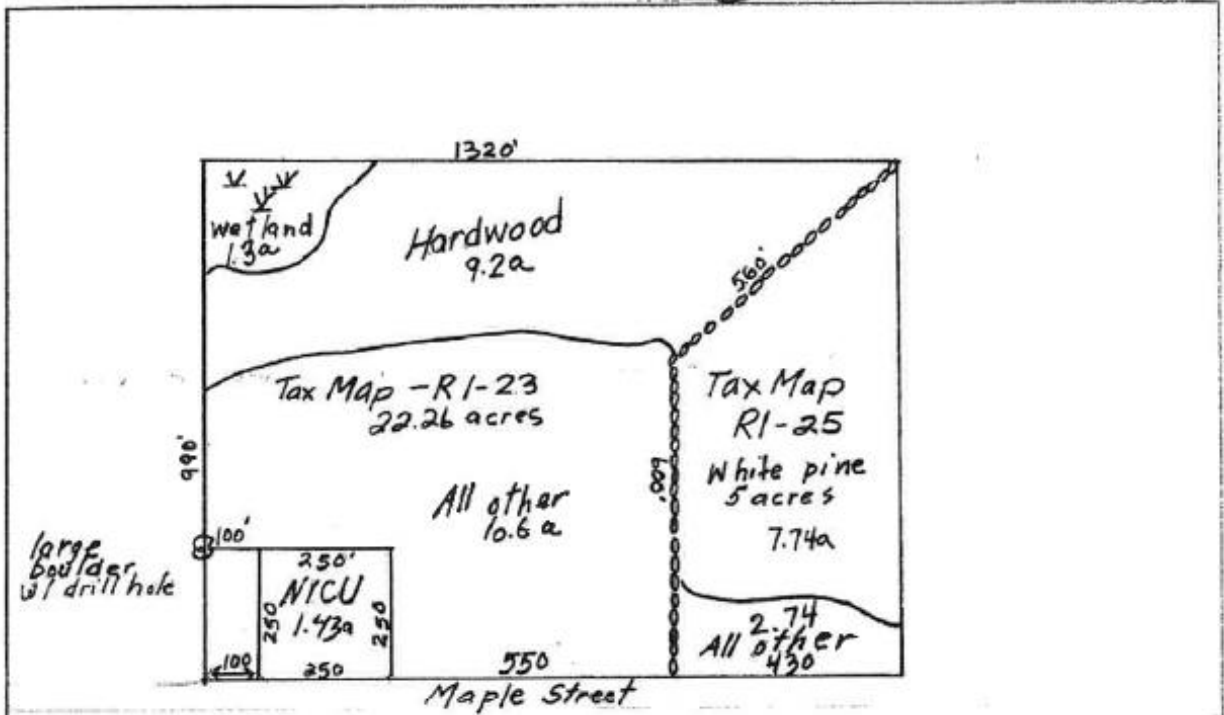 1320'
wetland
1.3a
Hardwood
9.2a
560'
Tax Map - R1-23
22.26 acres
Tax Map
R1-25
White pine
5 acres
7.74a
990'
600'
All other
10.6a
large
boulder
w/ drill hole
100'
250'
NICU
1.43a
250
250
2.74
All other
430
100
250
550
Maple Street